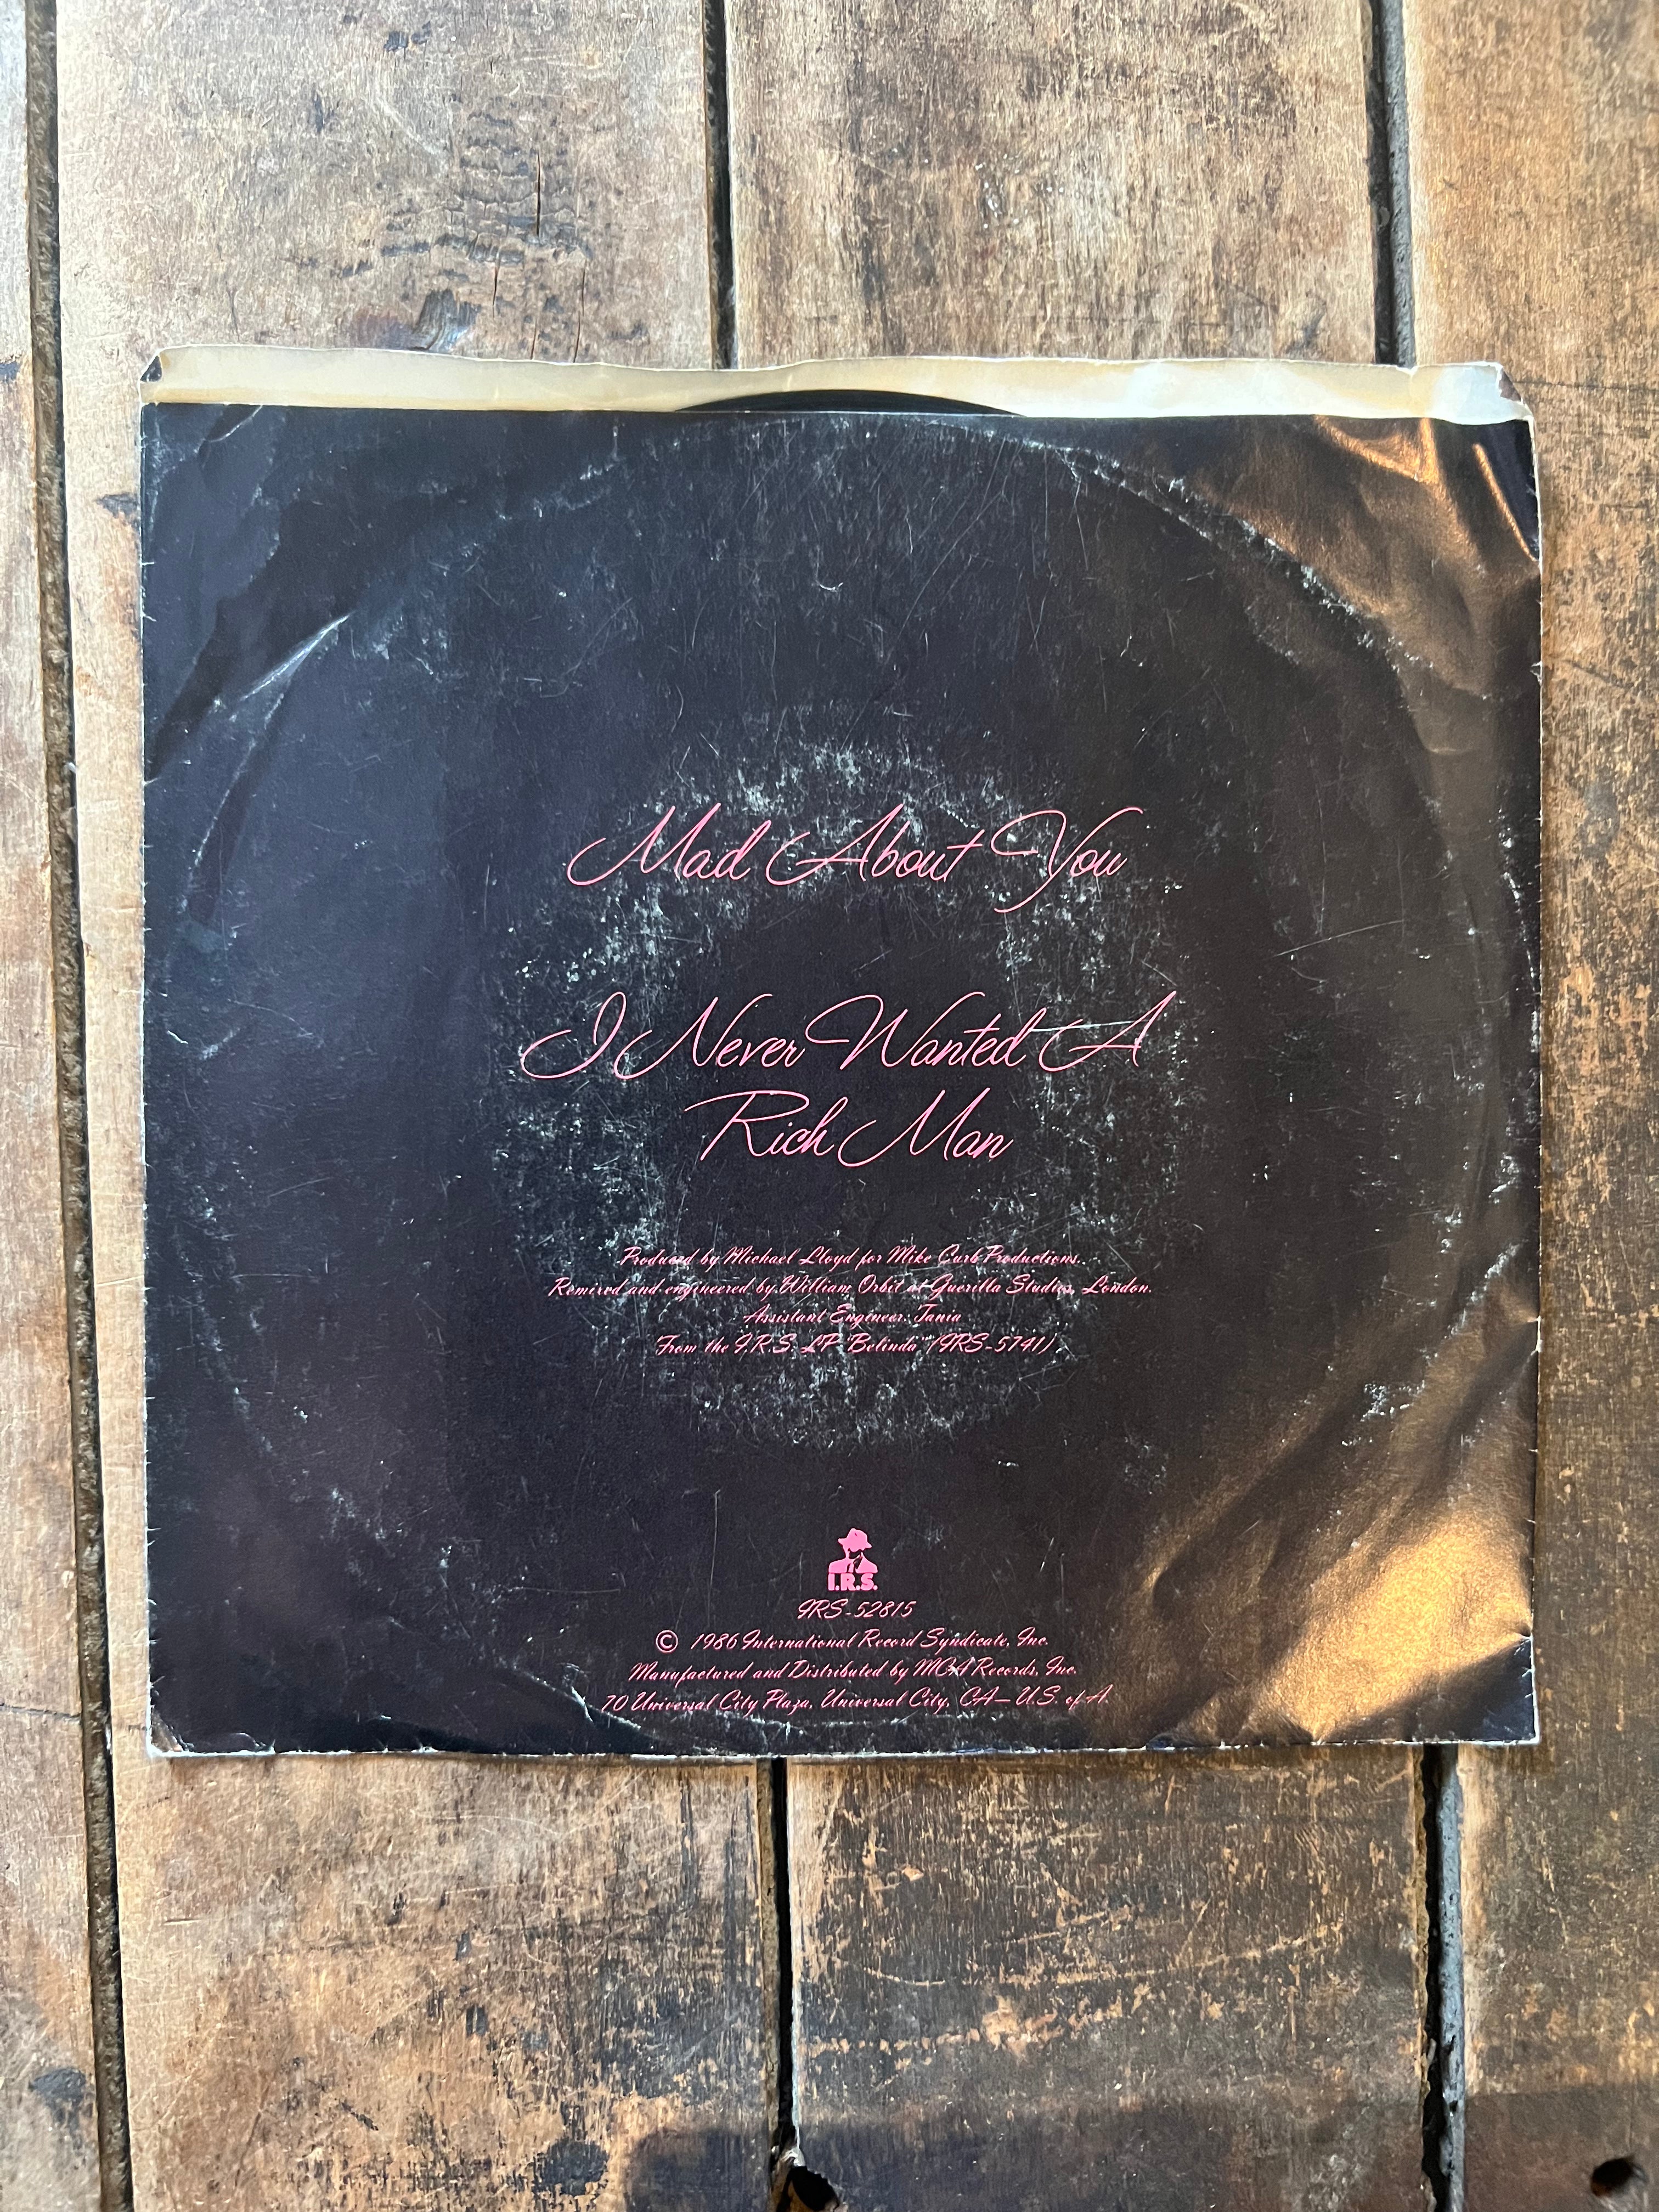 Mad About You
I Never Wanted A
Rich Man
Produced by Michael Lloyd for Mike Curb Productions.
Remixed and engineered by William Orbit at Guerilla Studios, London.
Assistant Engineer: Tania
From the I.R.S. LP "Belinda" (IRS-5741)
I.R.S.
IRS-52815
© 1986 International Record Syndicate, Inc.
Manufactured and Distributed by MCA Records, Inc.
70 Universal City Plaza, Universal City, CA— U.S. of A.